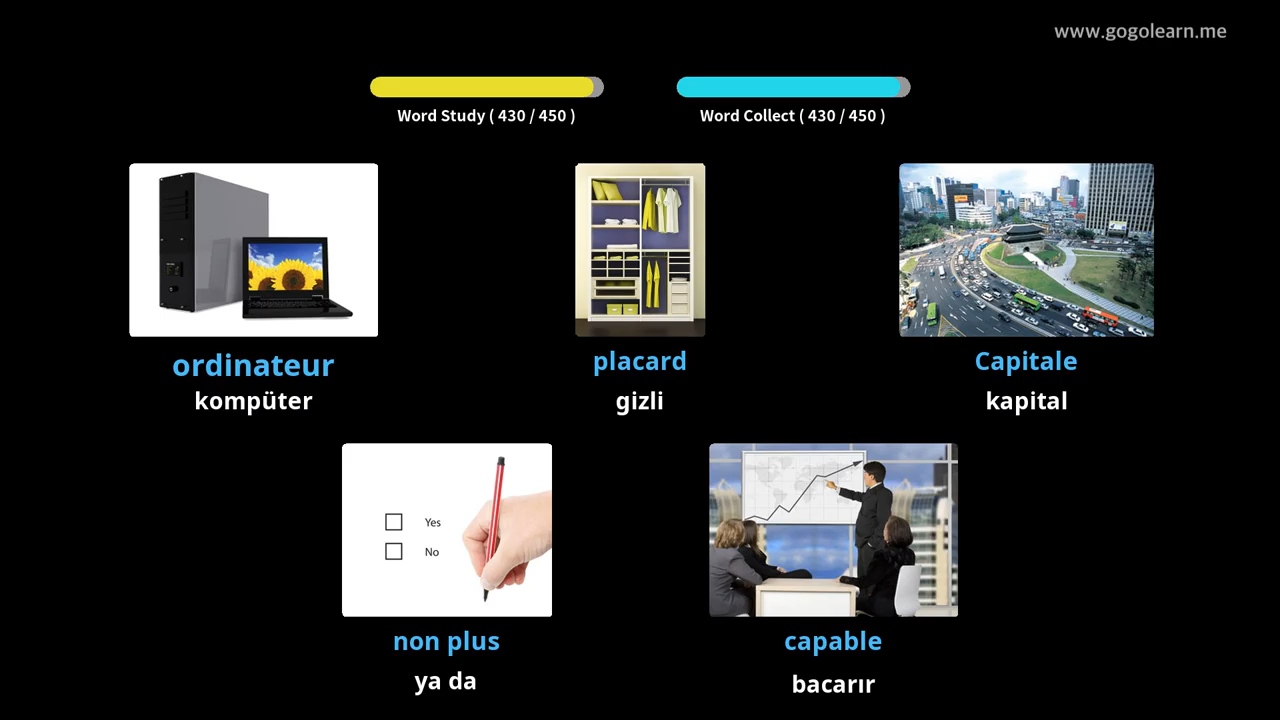 www.gogolearn.me
Word Study ( 430 / 450 )
Word Collect ( 430 / 450 )
ordinateur
kompüter
placard
gizli
Capitale
kapital
Yes
No
non plus
ya da
capable
bacarır